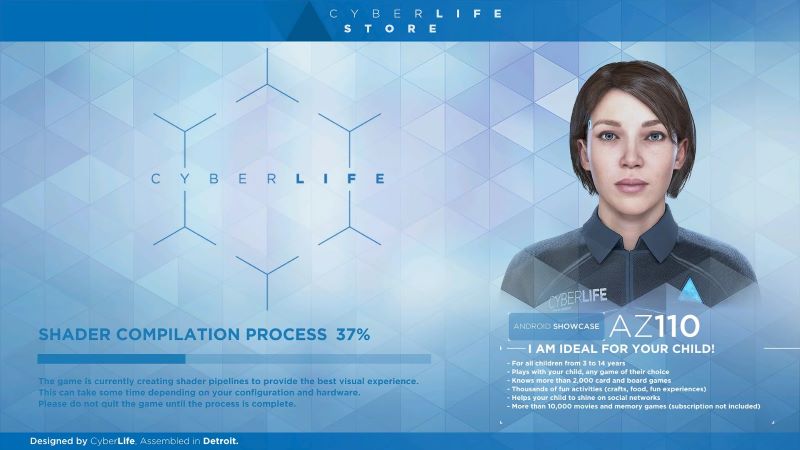 CYBERLIFE
STORE
CYBERLIFE
CYBERLIFE
SHADER COMPILATION PROCESS 37%
The game is currently creating shader pipelines to provide the best visual experience.
This can take some time depending on your configuration and hardware.
Please do not quit the game until the process is complete.
ANDROID SHOWCASE AZ110
I AM IDEAL FOR YOUR CHILD!
- For all children from 3 to 14 years
- Plays with your child, any game of their choice
- Knows more than 2,000 card and board games
- Thousands of fun activities (crafts, food, fun experiences)
- Helps your child to shine on social networks
- More than 10,000 movies and memory games (subscription not included)
Designed by CyberLife, Assembled in Detroit.